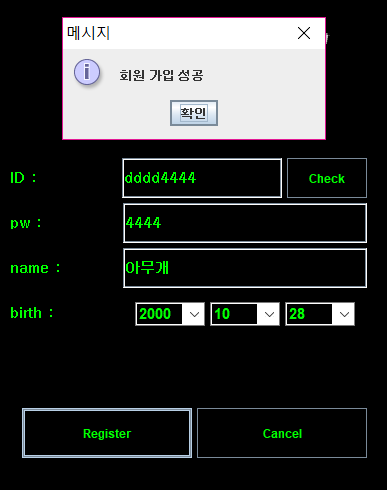 메시지
회원 가입 성공
확인
ID : dddd4444 Check
pw : 4444
name : 아무개
birth : 2000 10 28
Register Cancel